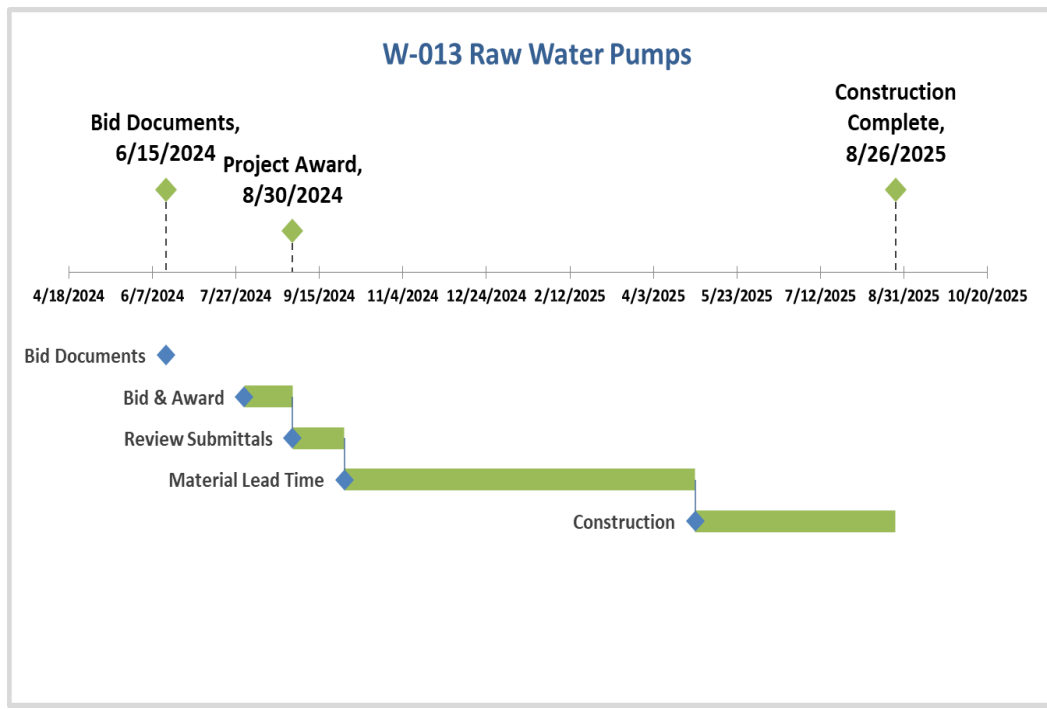 W-013 Raw Water Pumps
Bid Documents,
6/15/2024
Project Award,
8/30/2024
Construction
Complete,
8/26/2025
4/18/2024 6/7/2024 7/27/2024 9/15/2024 11/4/2024 12/24/2024 2/12/2025 4/3/2025 5/23/2025 7/12/2025 8/31/2025 10/20/2025
Bid Documents
Bid & Award
Review Submittals
Material Lead Time
Construction